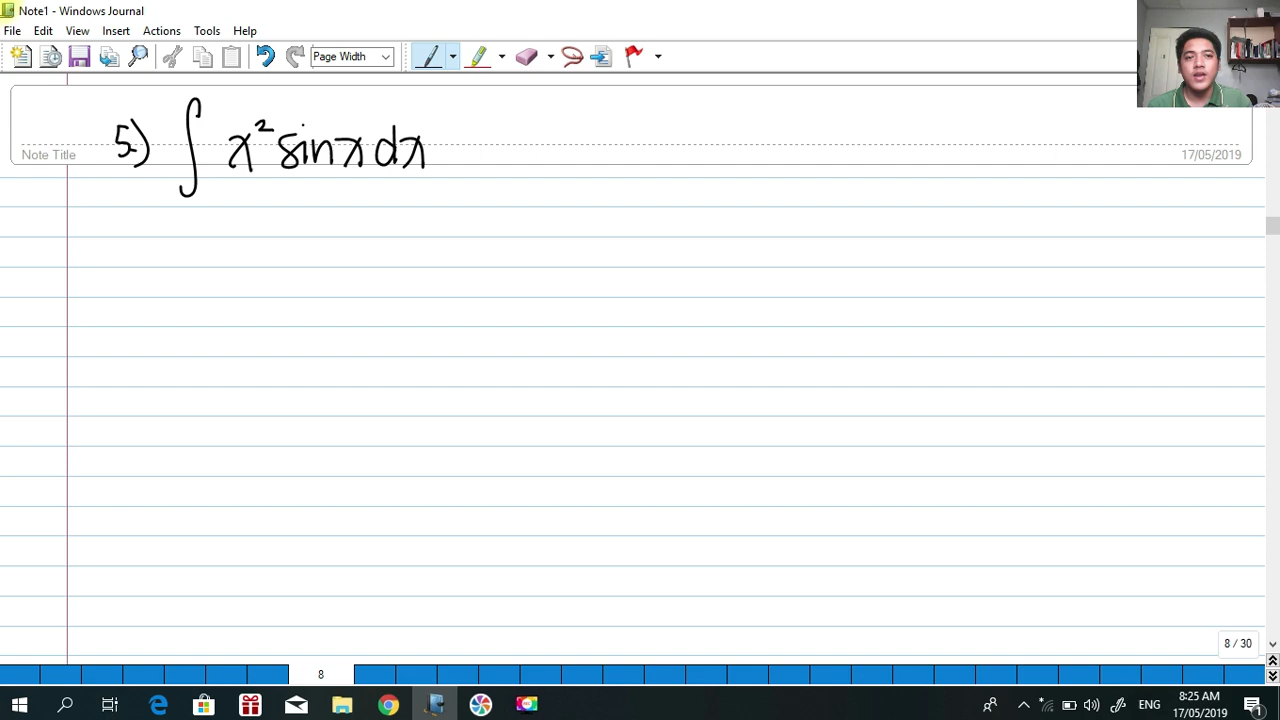 Note1 - Windows Journal
File Edit View Insert Actions Tools Help
Page Width
5.) ∫ x² sin x dx
Note Title
17/05/2019
8 / 30
8
ENG
8:25 AM
17/05/2019
1